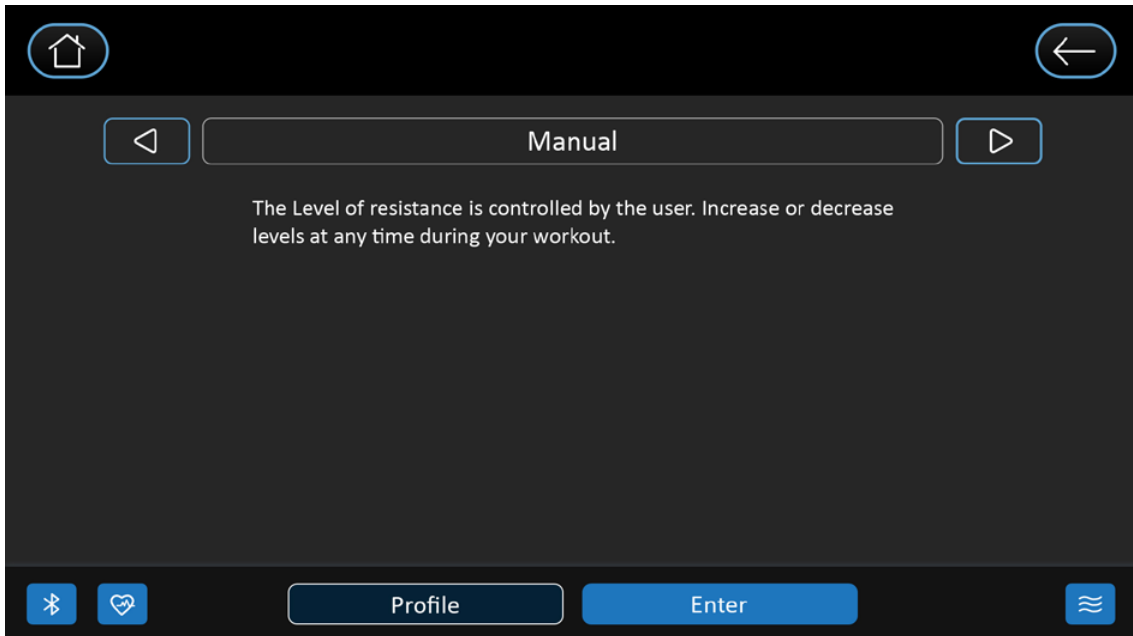 Manual
The Level of resistance is controlled by the user. Increase or decrease
levels at any time during your workout.
Profile
Enter